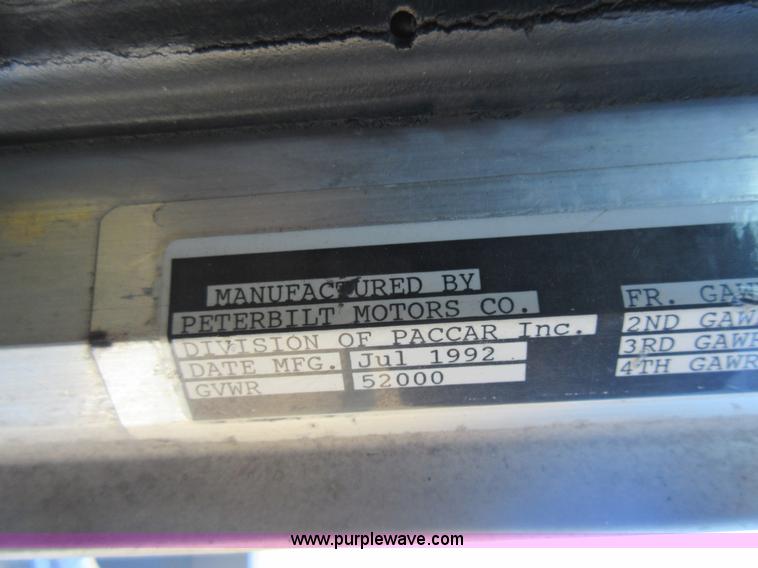 MANUFACTURED BY
PETERBILT MOTORS CO.
DIVISION OF PACCAR Inc.
DATE MFG. Jul 1992
GVWR 52000
FR. GAW
2ND GAW
3RD GAWR
4TH GAWR
www.purplewave.com